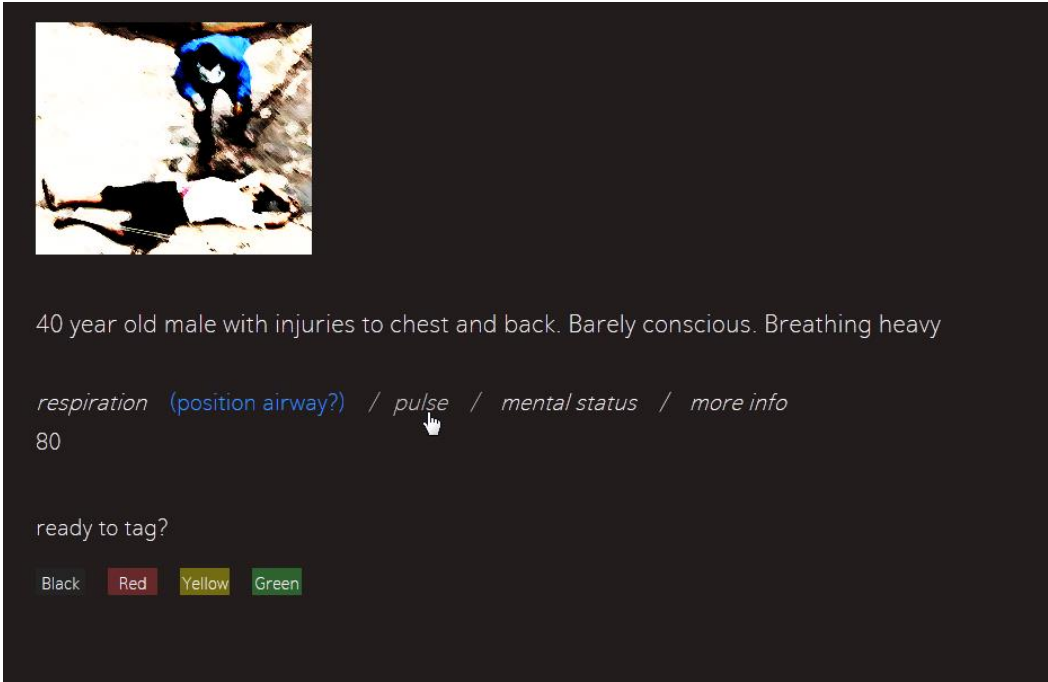 40 year old male with injuries to chest and back. Barely conscious. Breathing heavy
respiration (position airway?) / pulse / mental status / more info
80
ready to tag?
Black Red Yellow Green